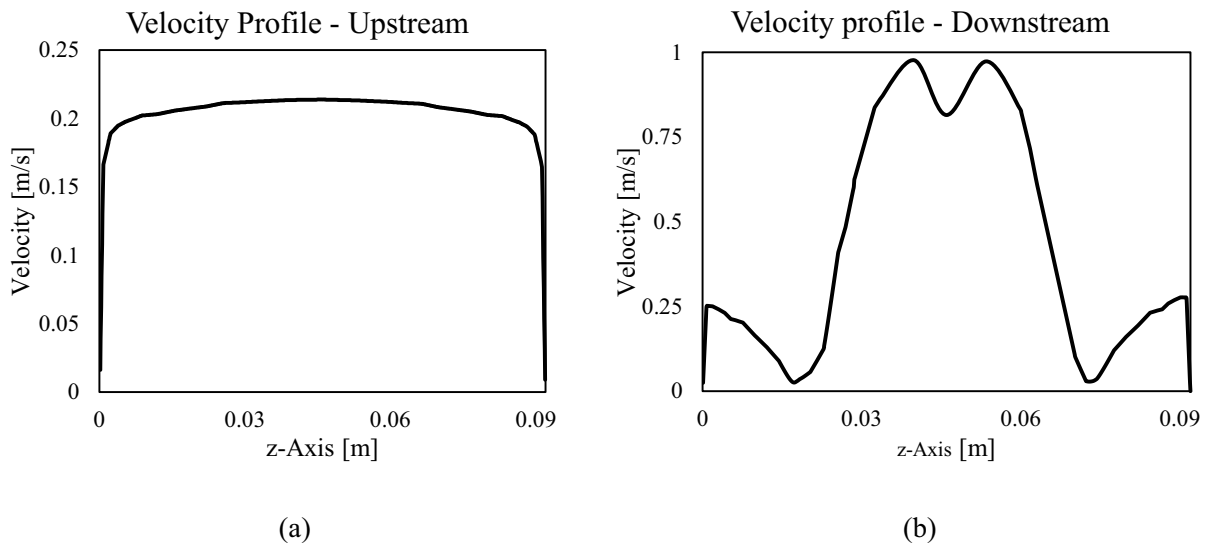 Velocity Profile - Upstream
0.25
0.2
0.15
0.1
0.05
0
Velocity [m/s]
0
0.03
0.06
0.09
z-Axis [m]
(a)
Velocity profile - Downstream
1
0.75
0.5
0.25
0
Velocity [m/s]
0
0.03
0.06
0.09
z-Axis [m]
(b)